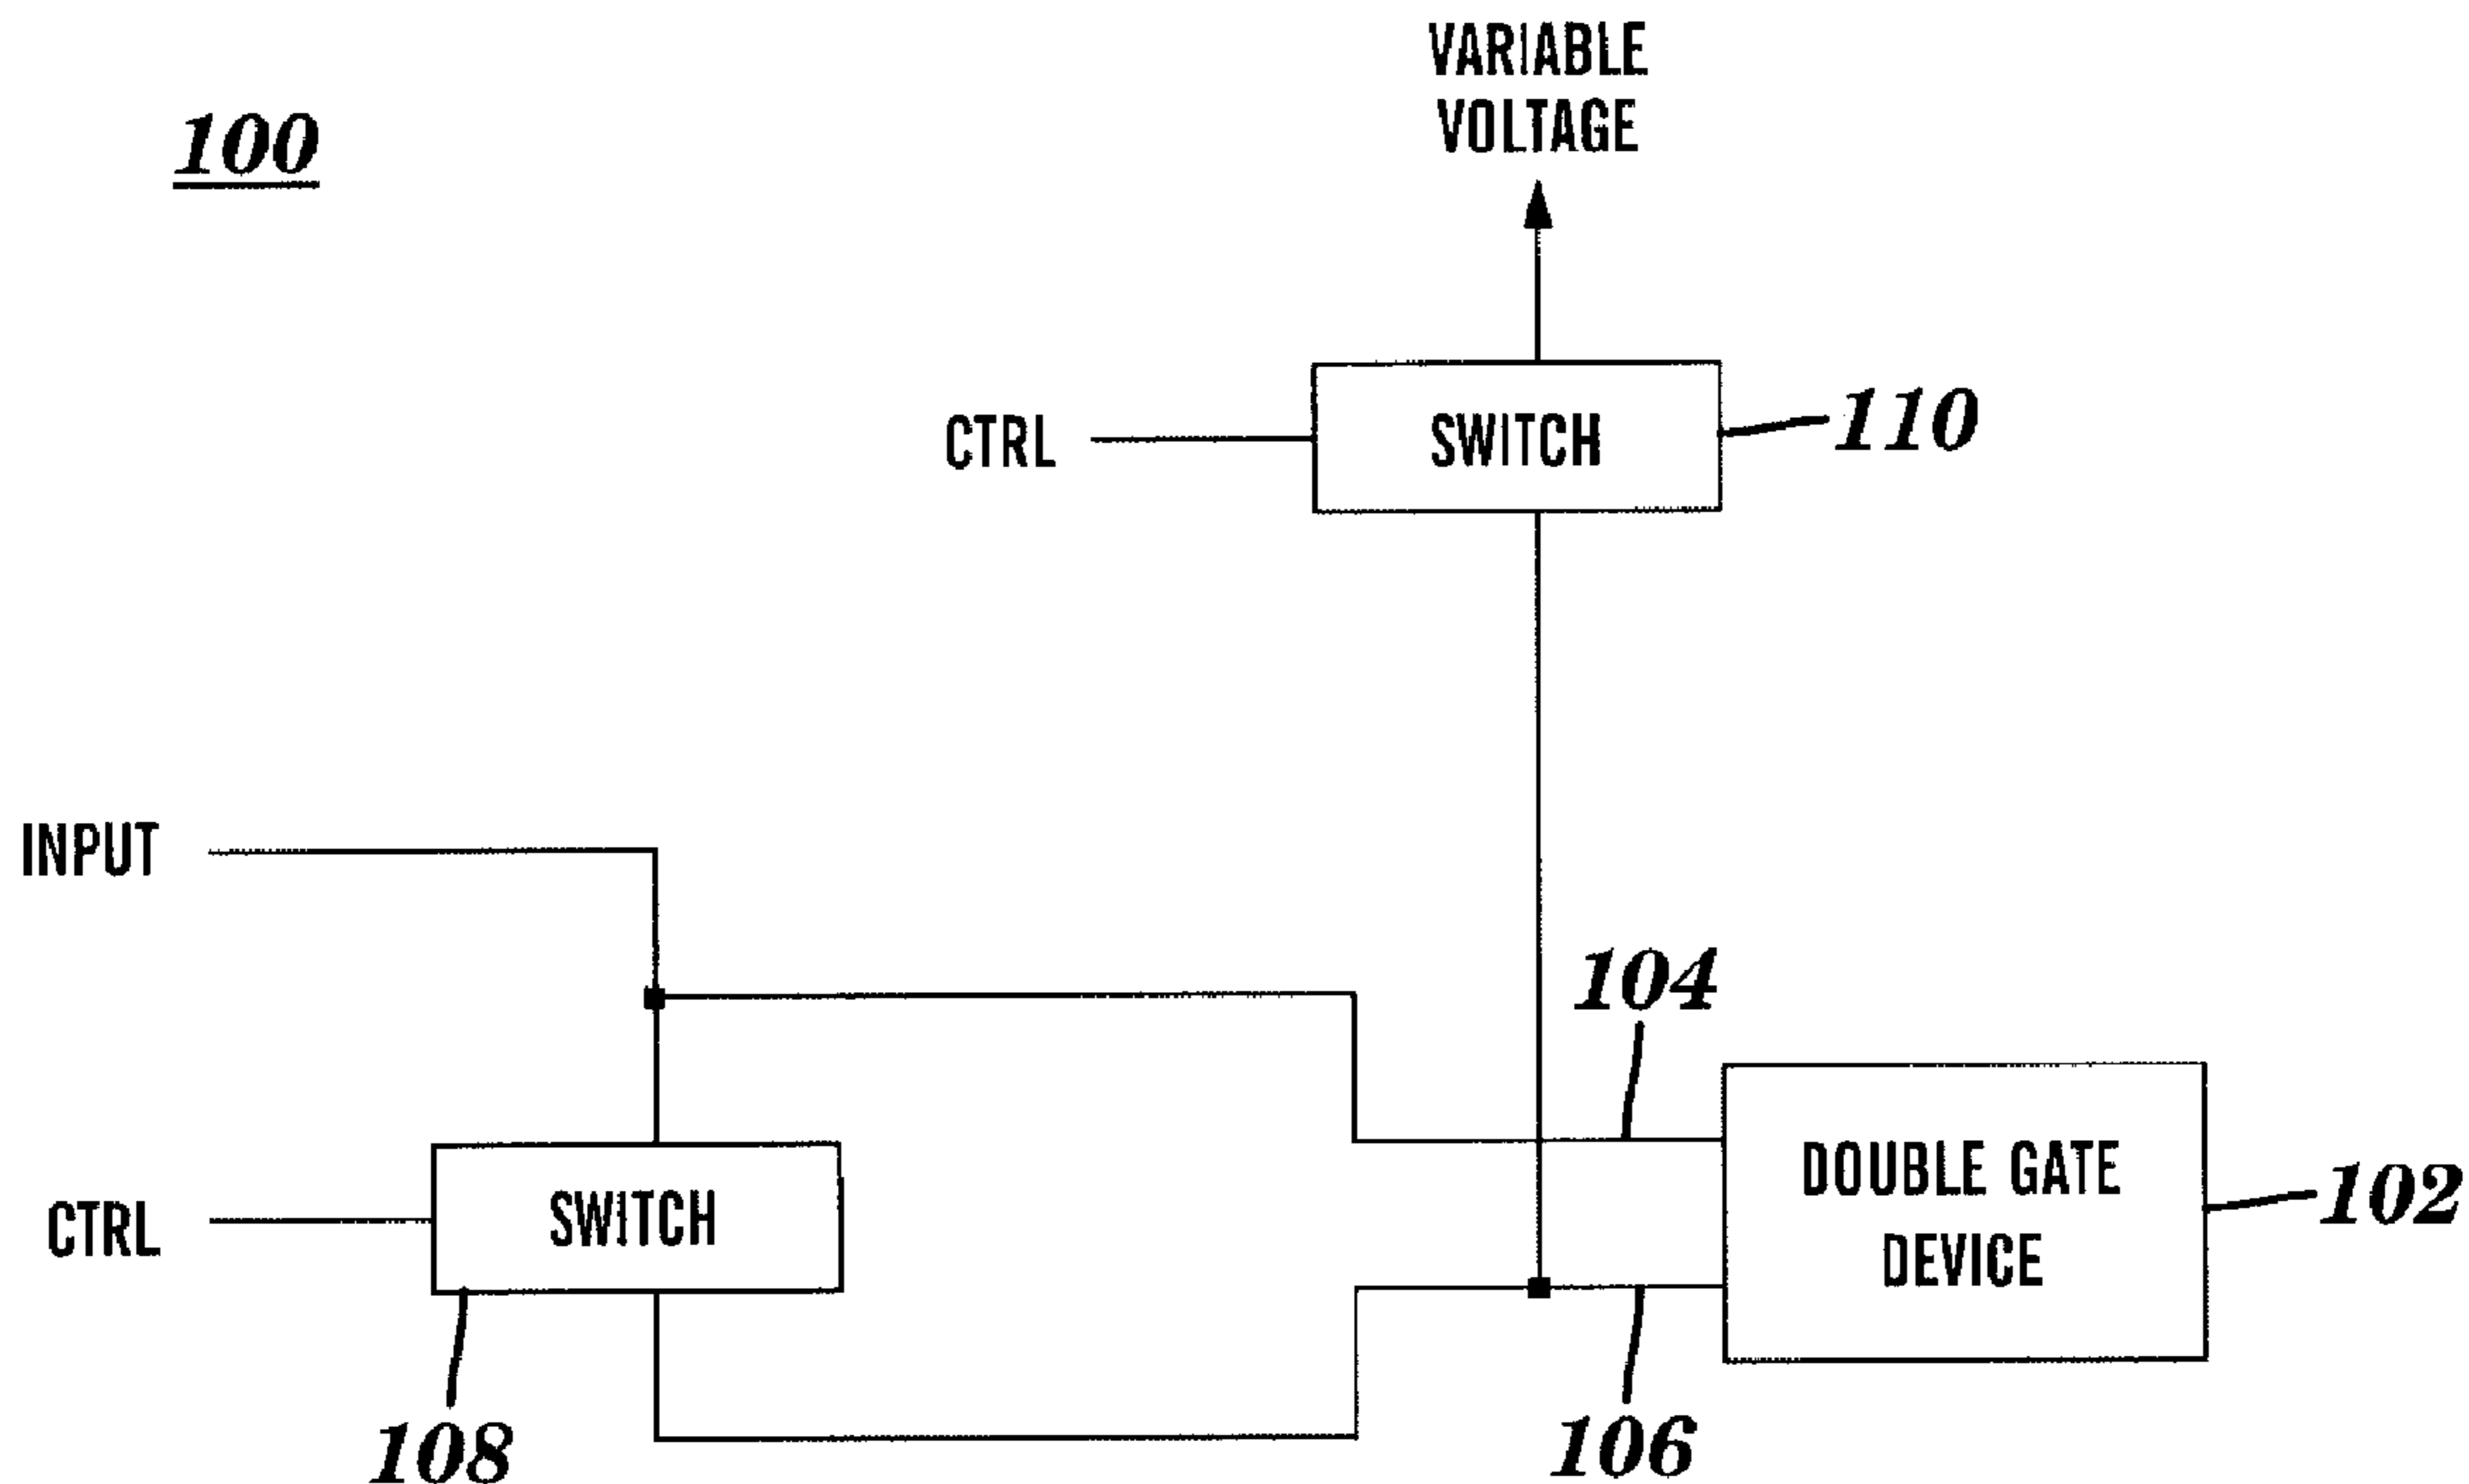 VARIABLE
VOLTAGE
100
CTRL
SWITCH
110
INPUT
104
DOUBLE GATE
DEVICE
102
CTRL
SWITCH
108
106